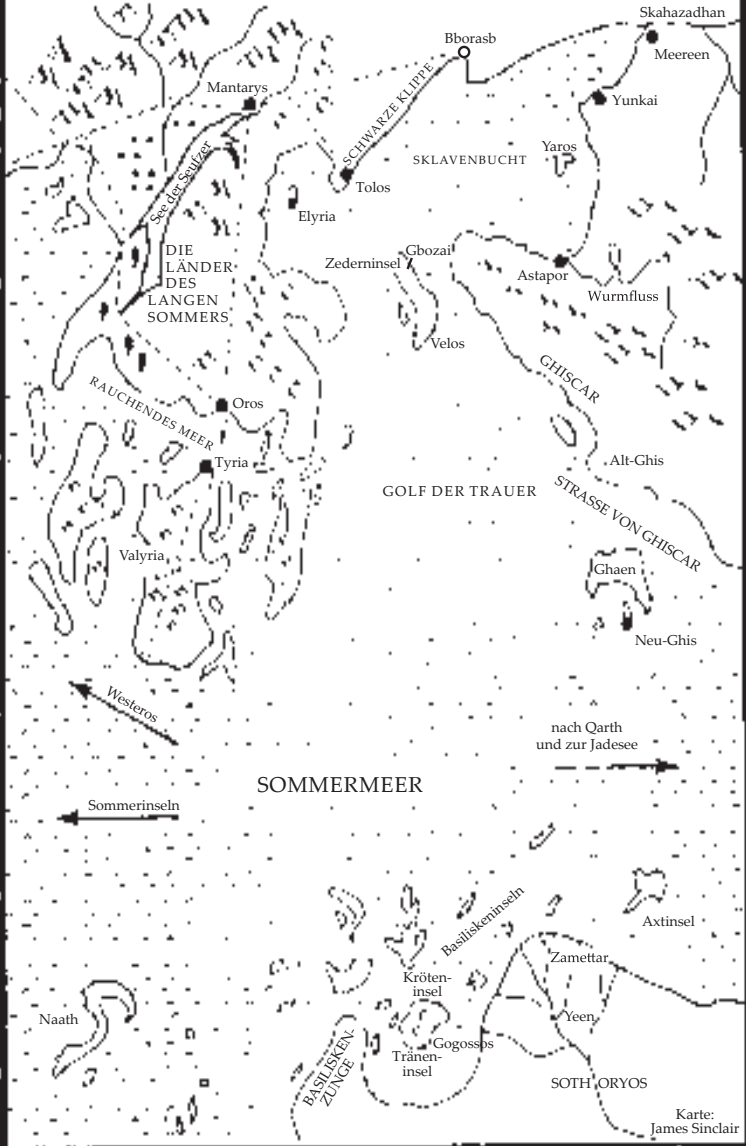 Skahazadhan
Bborasb
Meereen
Mantarys
Yunkai
SCHWARZE KLIPPE
Yaros
SKLAVENBUCHT
See der Seufzer
Tolos
Elyria
DIE
LÄNDER
DES
LANGEN
SOMMERS
Gbozai
Zederninsel
Astapor
Wurmfluss
Velos
GHISCAR
RAUCHENDES MEER
Oros
Tyria
Alt-Ghis
GOLF DER TRAUER
STRASSE VON GHISCAR
Valyria
Ghaen
Neu-Ghis
Westeros
nach Qarth
und zur Jadesee
SOMMERMEER
Sommerinseln
Basiliskeninseln
Axtinsel
Zamettar
Kröten-
insel
Naath
Yeen
Gogossos
Tränen-
insel
BASILISKEN-
ZUNGE
SOTH ORYOS
Karte:
James Sinclair